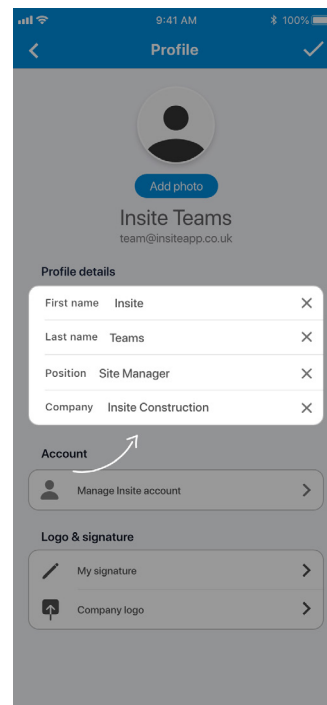 9:41 AM 100%
Profile
Add photo
Insite Teams
team@insiteapp.co.uk
Profile details
First name Insite
Last name Teams
Position Site Manager
Company Insite Construction
Account
Manage Insite account
Logo & signature
My signature
Company logo